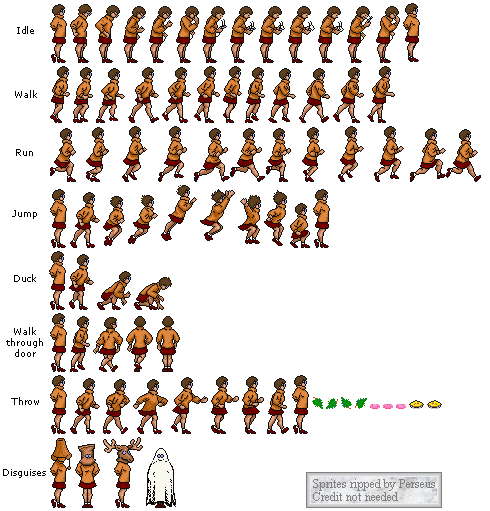 Idle
Walk
Run
Jump
Duck
Walk
through
door
Throw
Disguises
Sprites ripped by Perseus
Credit not needed